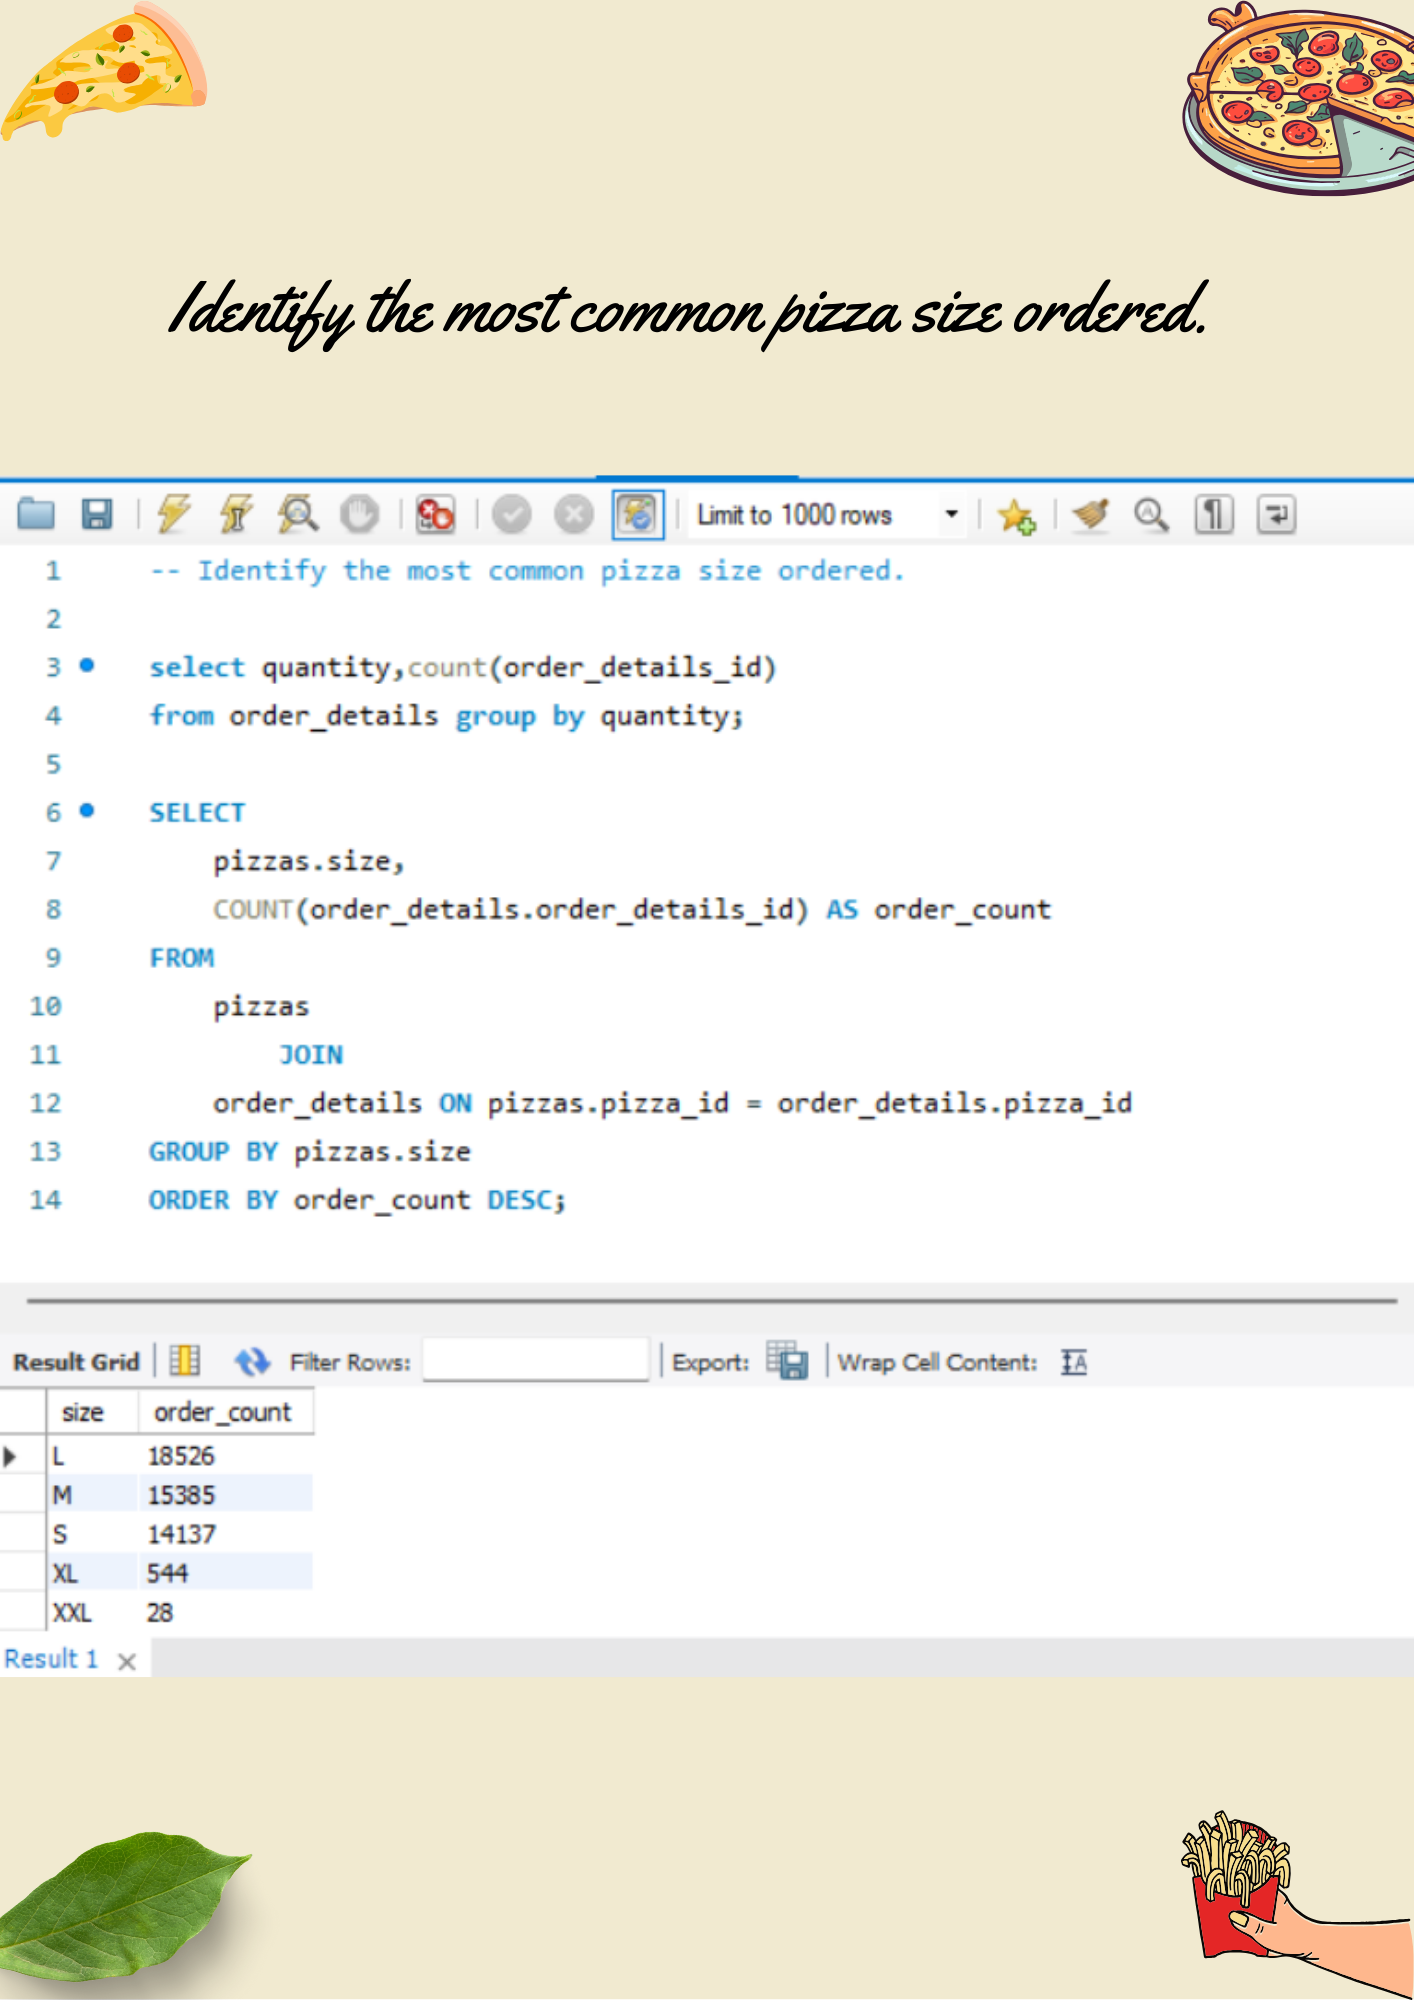 Identify the most common pizza size ordered.
Limit to 1000 rows
1 -- Identify the most common pizza size ordered.
2
3 select quantity,count(order_details_id)
4 from order_details group by quantity;
5
6 SELECT
7 pizzas.size,
8 COUNT(order_details.order_details_id) AS order_count
9 FROM
10 pizzas
11 JOIN
12 order_details ON pizzas.pizza_id = order_details.pizza_id
13 GROUP BY pizzas.size
14 ORDER BY order_count DESC;
Result Grid Filter Rows: Export: Wrap Cell Content: IA
size order_count
L 18526
M 15385
S 14137
XL 544
XXL 28
Result 1 ×